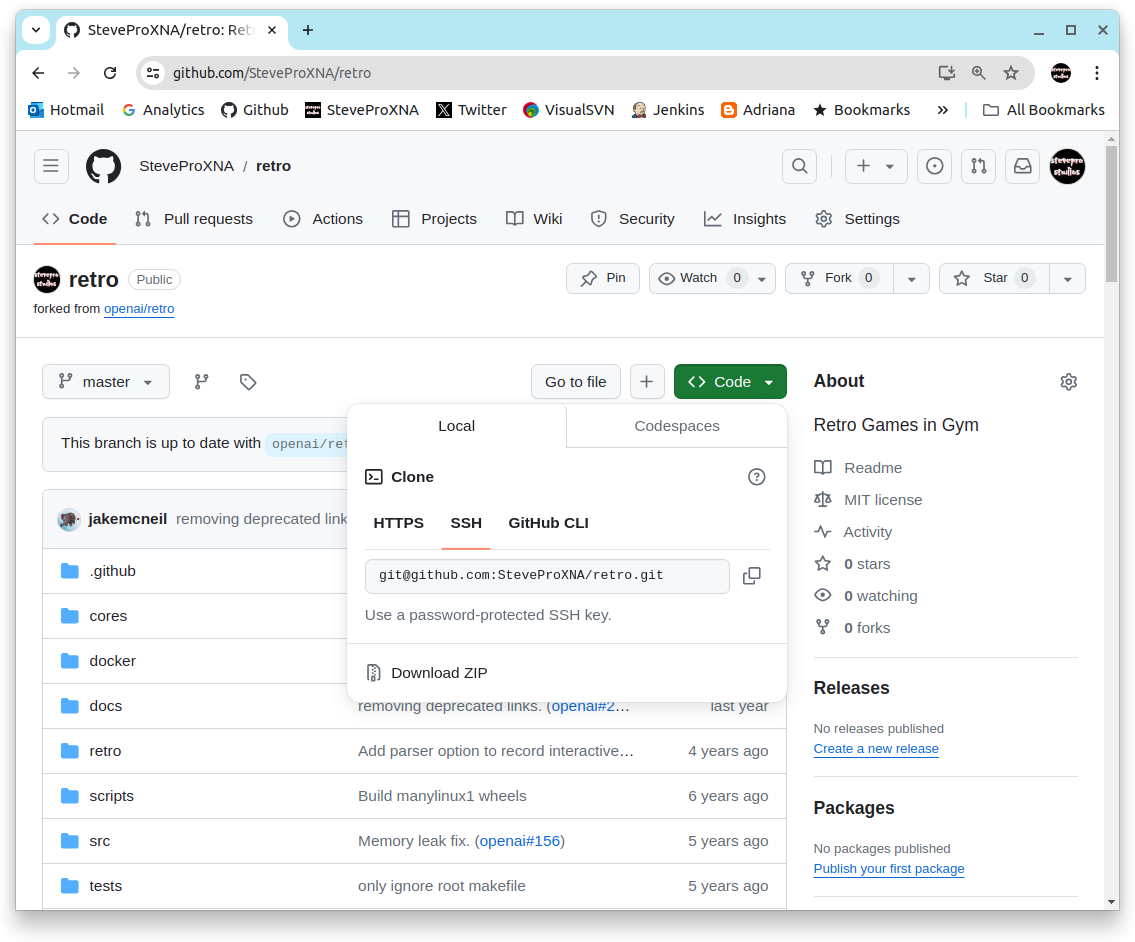 SteveProXNA/retro: Ret
github.com/SteveProXNA/retro
Hotmail Analytics Github SteveProXNA Twitter VisualSVN Jenkins Adriana Bookmarks » All Bookmarks
SteveProXNA / retro
stevepro studios
Code Pull requests Actions Projects Wiki Security Insights Settings
retro Public Pin Watch 0 Fork 0 Star 0
forked from openai/retro
master Go to file + Code
Local Codespaces
This branch is up to date with openai/ret
Clone
HTTPS SSH GitHub CLI
git@github.com:SteveProXNA/retro.git
Use a password-protected SSH key.
Download ZIP
jakemcneil removing deprecated link
.github
cores
docker
docs removing deprecated links. (openai#2… last year
retro Add parser option to record interactive… 4 years ago
scripts Build manylinux1 wheels 6 years ago
src Memory leak fix. (openai#156) 5 years ago
tests only ignore root makefile 5 years ago
About
Retro Games in Gym
Readme
MIT license
Activity
0 stars
0 watching
0 forks
Releases
No releases published
Create a new release
Packages
No packages published
Publish your first package